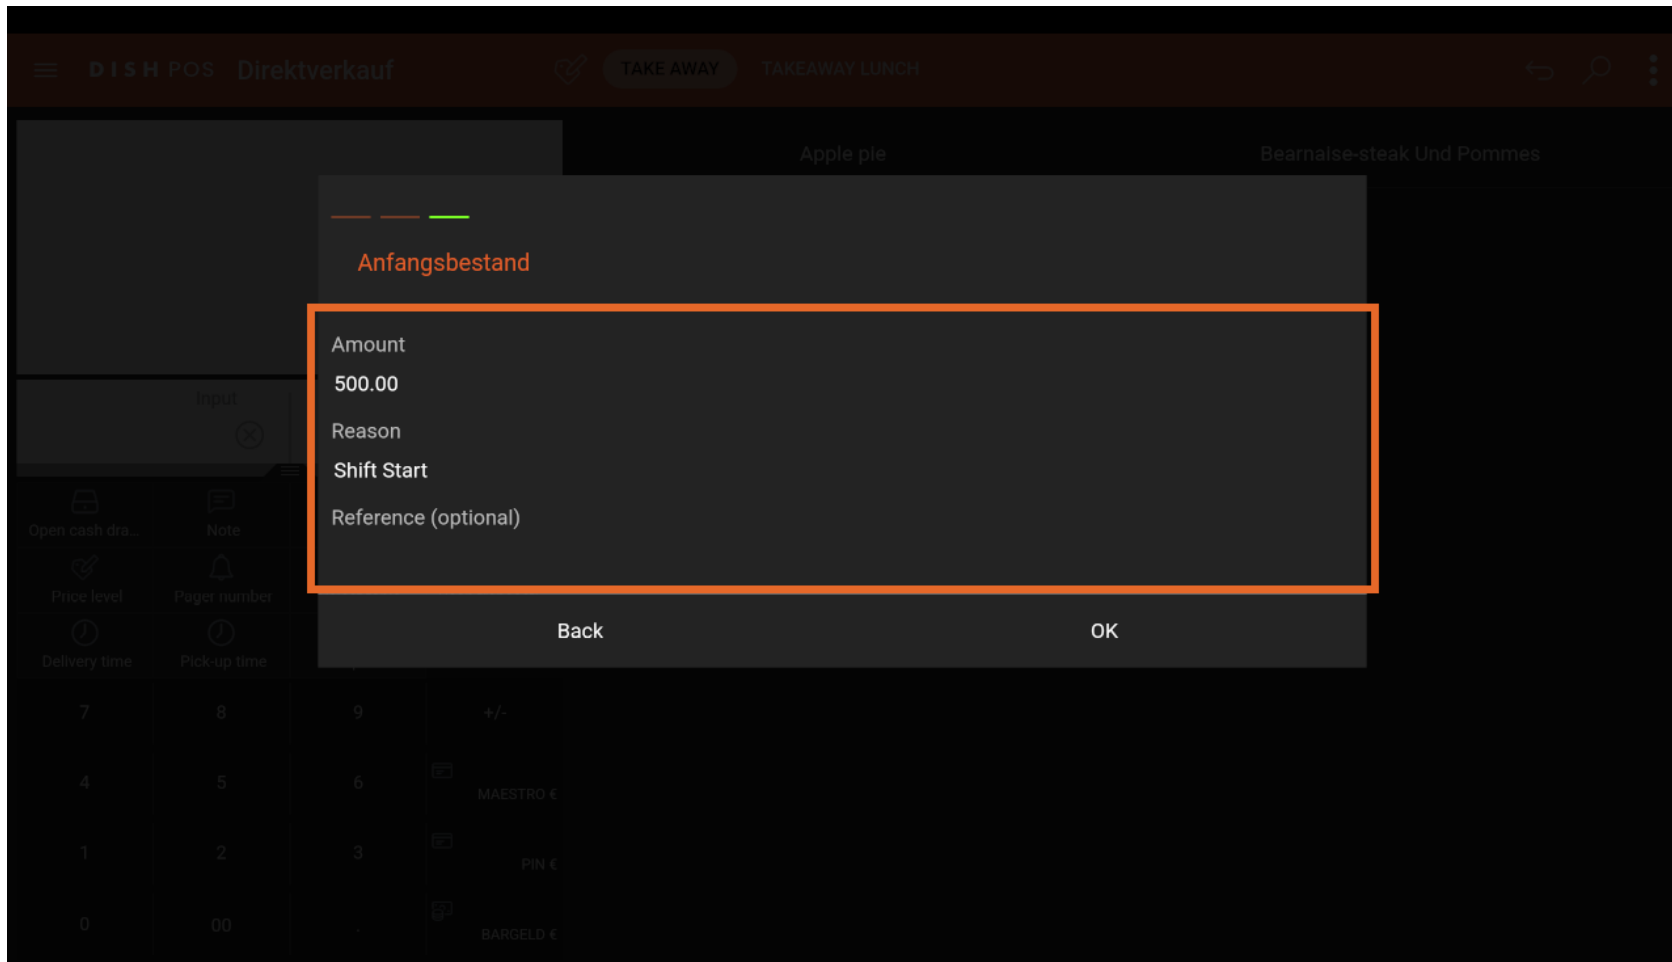 DISH POS Direktverkauf
TAKE AWAY
TAKEAWAY LUNCH
Apple pie
Bearnaise-steak Und Pommes
Anfangsbestand
Amount
500.00
Reason
Shift Start
Reference (optional)
Back
OK
Input
Open cash dra...
Note
Price level
Pager number
Delivery time
Pick-up time
7
8
9
+/-
4
5
6
MAESTRO €
1
2
3
PIN €
0
00
.
BARGELD €